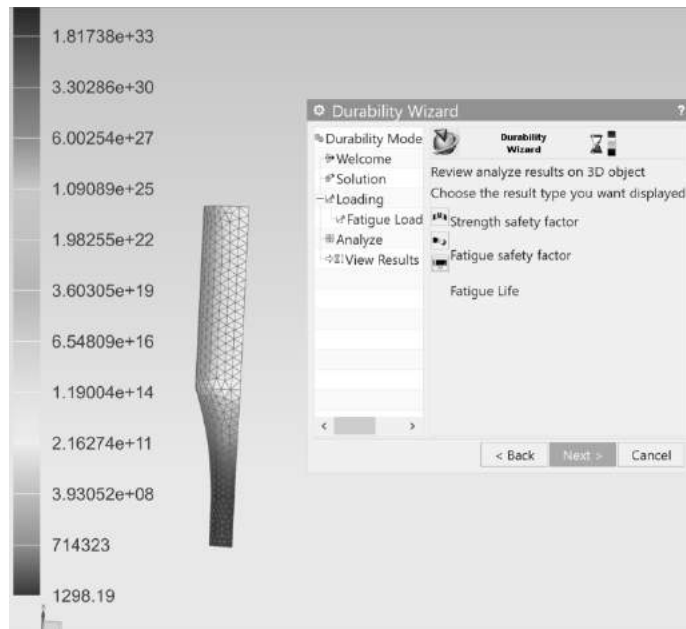 1.81738e+33
3.30286e+30
6.00254e+27
1.09089e+25
1.98255e+22
3.60305e+19
6.54809e+16
1.19004e+14
2.16274e+11
3.93052e+08
714323
1298.19
Durability Wizard ?
Durability Mode
Welcome
Solution
Loading
Fatigue Load
Analyze
View Results
Durability
Wizard
Review analyze results on 3D object
Choose the result type you want displayed
Strength safety factor
Fatigue safety factor
Fatigue Life
< Back Next > Cancel